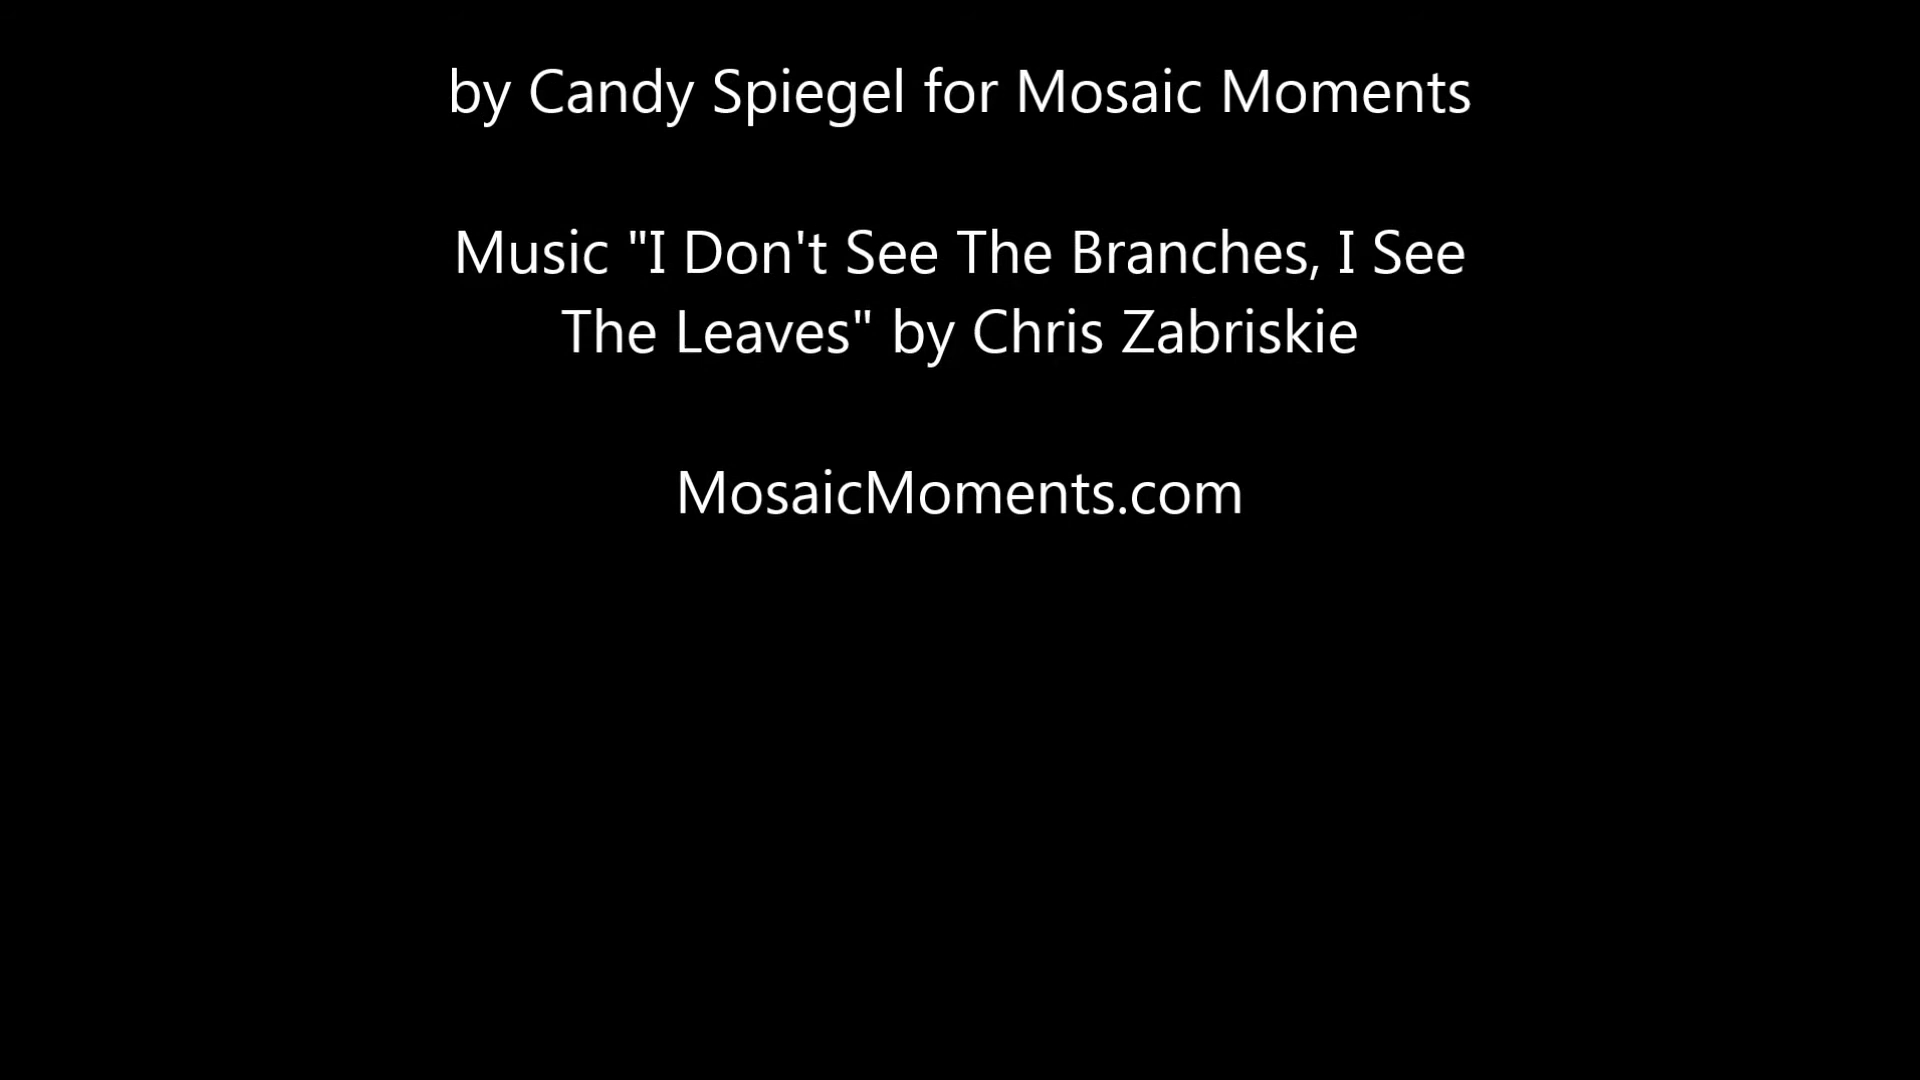 by Candy Spiegel for Mosaic Moments
Music "I Don't See The Branches, I See
The Leaves" by Chris Zabriskie
MosaicMoments.com